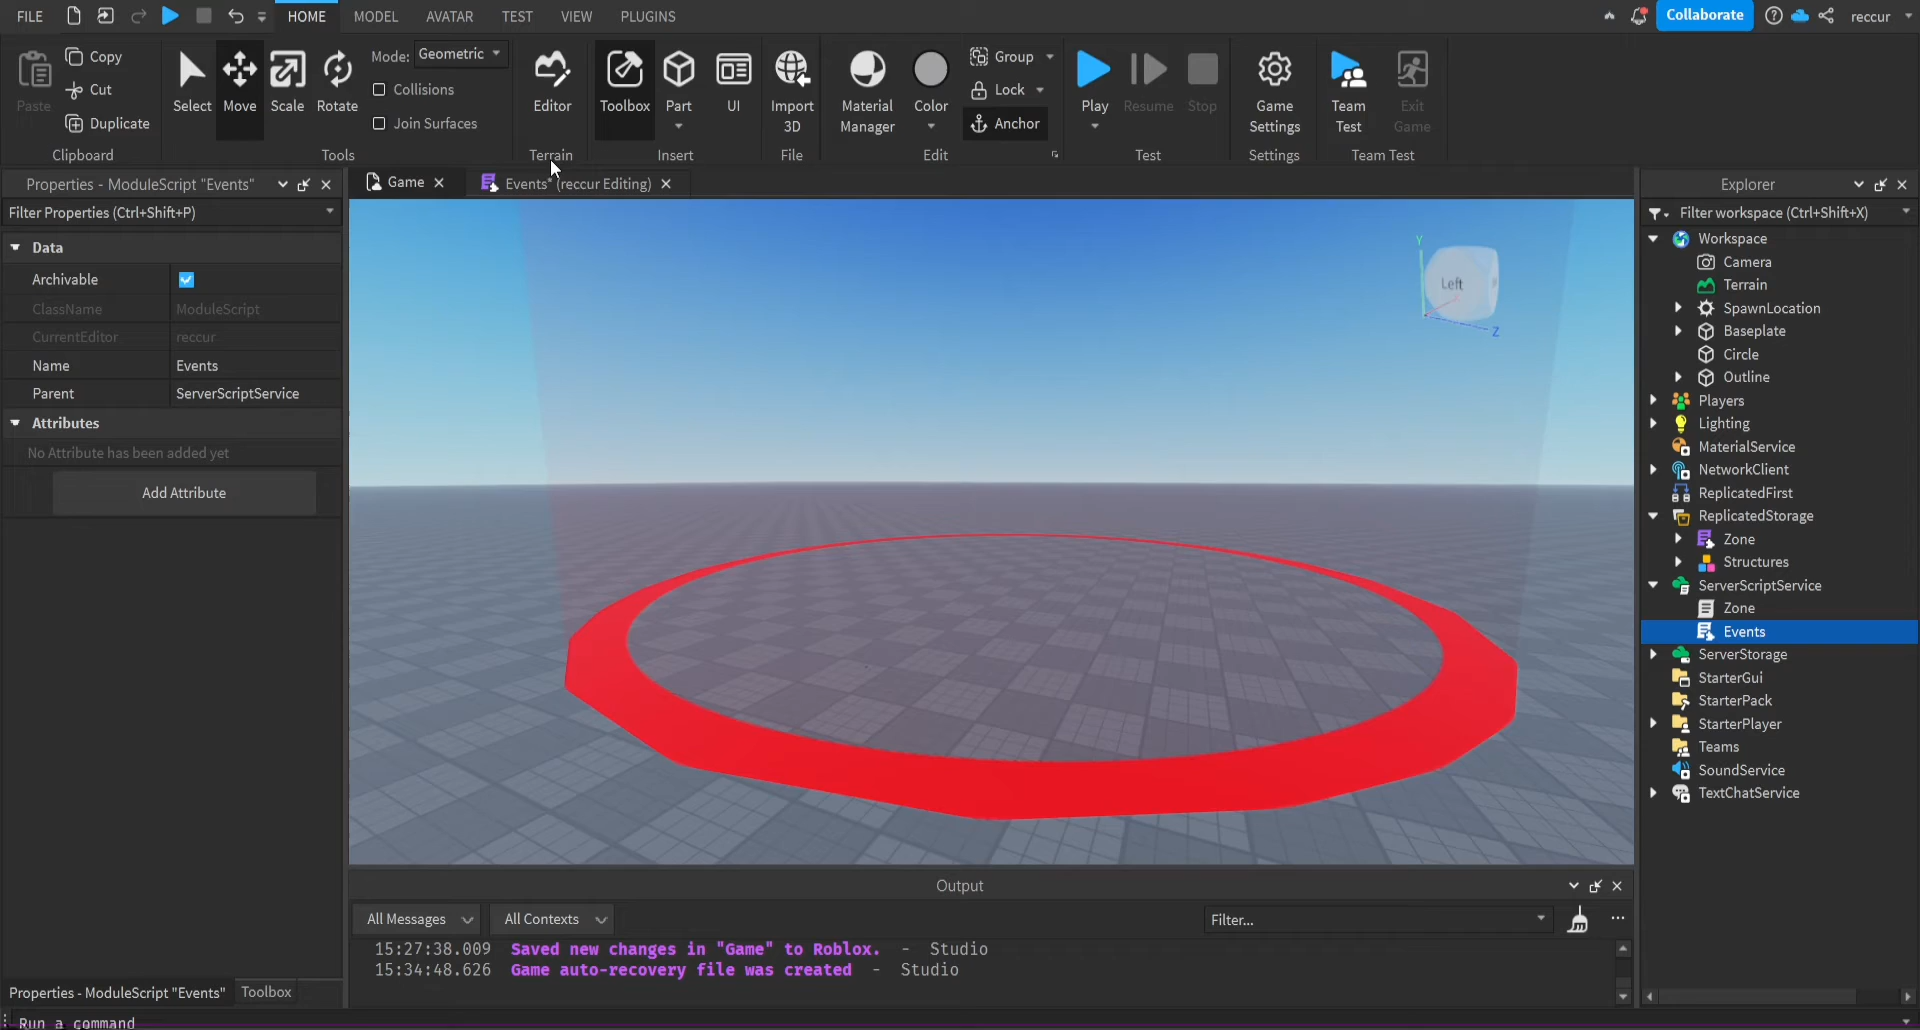 FILE
HOME
MODEL
AVATAR
TEST
VIEW
PLUGINS
Collaborate
reccur
Paste
Copy
Cut
Duplicate
Clipboard
Select
Move
Scale
Rotate
Mode: Geometric
Collisions
Join Surfaces
Tools
Editor
Terrain
Toolbox
Part
UI
Insert
Import
3D
File
Material
Manager
Color
Group
Lock
Anchor
Edit
Play
Resume
Stop
Test
Game
Settings
Settings
Team
Test
Exit
Game
Team Test
Properties - ModuleScript "Events"
Filter Properties (Ctrl+Shift+P)
Data
Archivable
ClassName ModuleScript
CurrentEditor reccur
Name Events
Parent ServerScriptService
Attributes
No Attribute has been added yet
Add Attribute
Properties - ModuleScript "Events"
Toolbox
Run a command
Game
Events* (reccur Editing)
Y
Left
Z
Output
All Messages
All Contexts
Filter...
15:27:38.009 Saved new changes in "Game" to Roblox. - Studio
15:34:48.626 Game auto-recovery file was created - Studio
Explorer
Filter workspace (Ctrl+Shift+X)
Workspace
Camera
Terrain
SpawnLocation
Baseplate
Circle
Outline
Players
Lighting
MaterialService
NetworkClient
ReplicatedFirst
ReplicatedStorage
Zone
Structures
ServerScriptService
Zone
Events
ServerStorage
StarterGui
StarterPack
StarterPlayer
Teams
SoundService
TextChatService